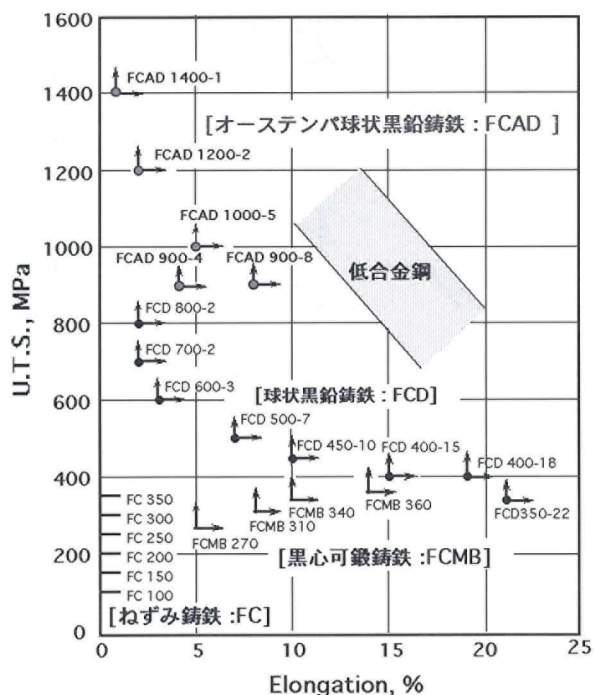 1600
1400
1200
1000
800
600
400
200
0
U.T.S., MPa
FCAD 1400-1
[オーステンパ球状黒鉛鋳鉄 : FCAD ]
FCAD 1200-2
FCAD 1000-5
FCAD 900-4
FCAD 900-8
低合金鋼
FCD 800-2
FCD 700-2
FCD 600-3
[球状黒鉛鋳鉄 : FCD]
FCD 500-7
FCD 450-10
FCD 400-15
FCD 400-18
FCD350-22
FCMB 360
FCMB 340
FCMB 310
FCMB 270
FC 350
FC 300
FC 250
FC 200
FC 150
FC 100
[黒心可鍛鋳鉄 :FCMB]
[ねずみ鋳鉄 :FC]
0
5
10
15
20
25
Elongation, %